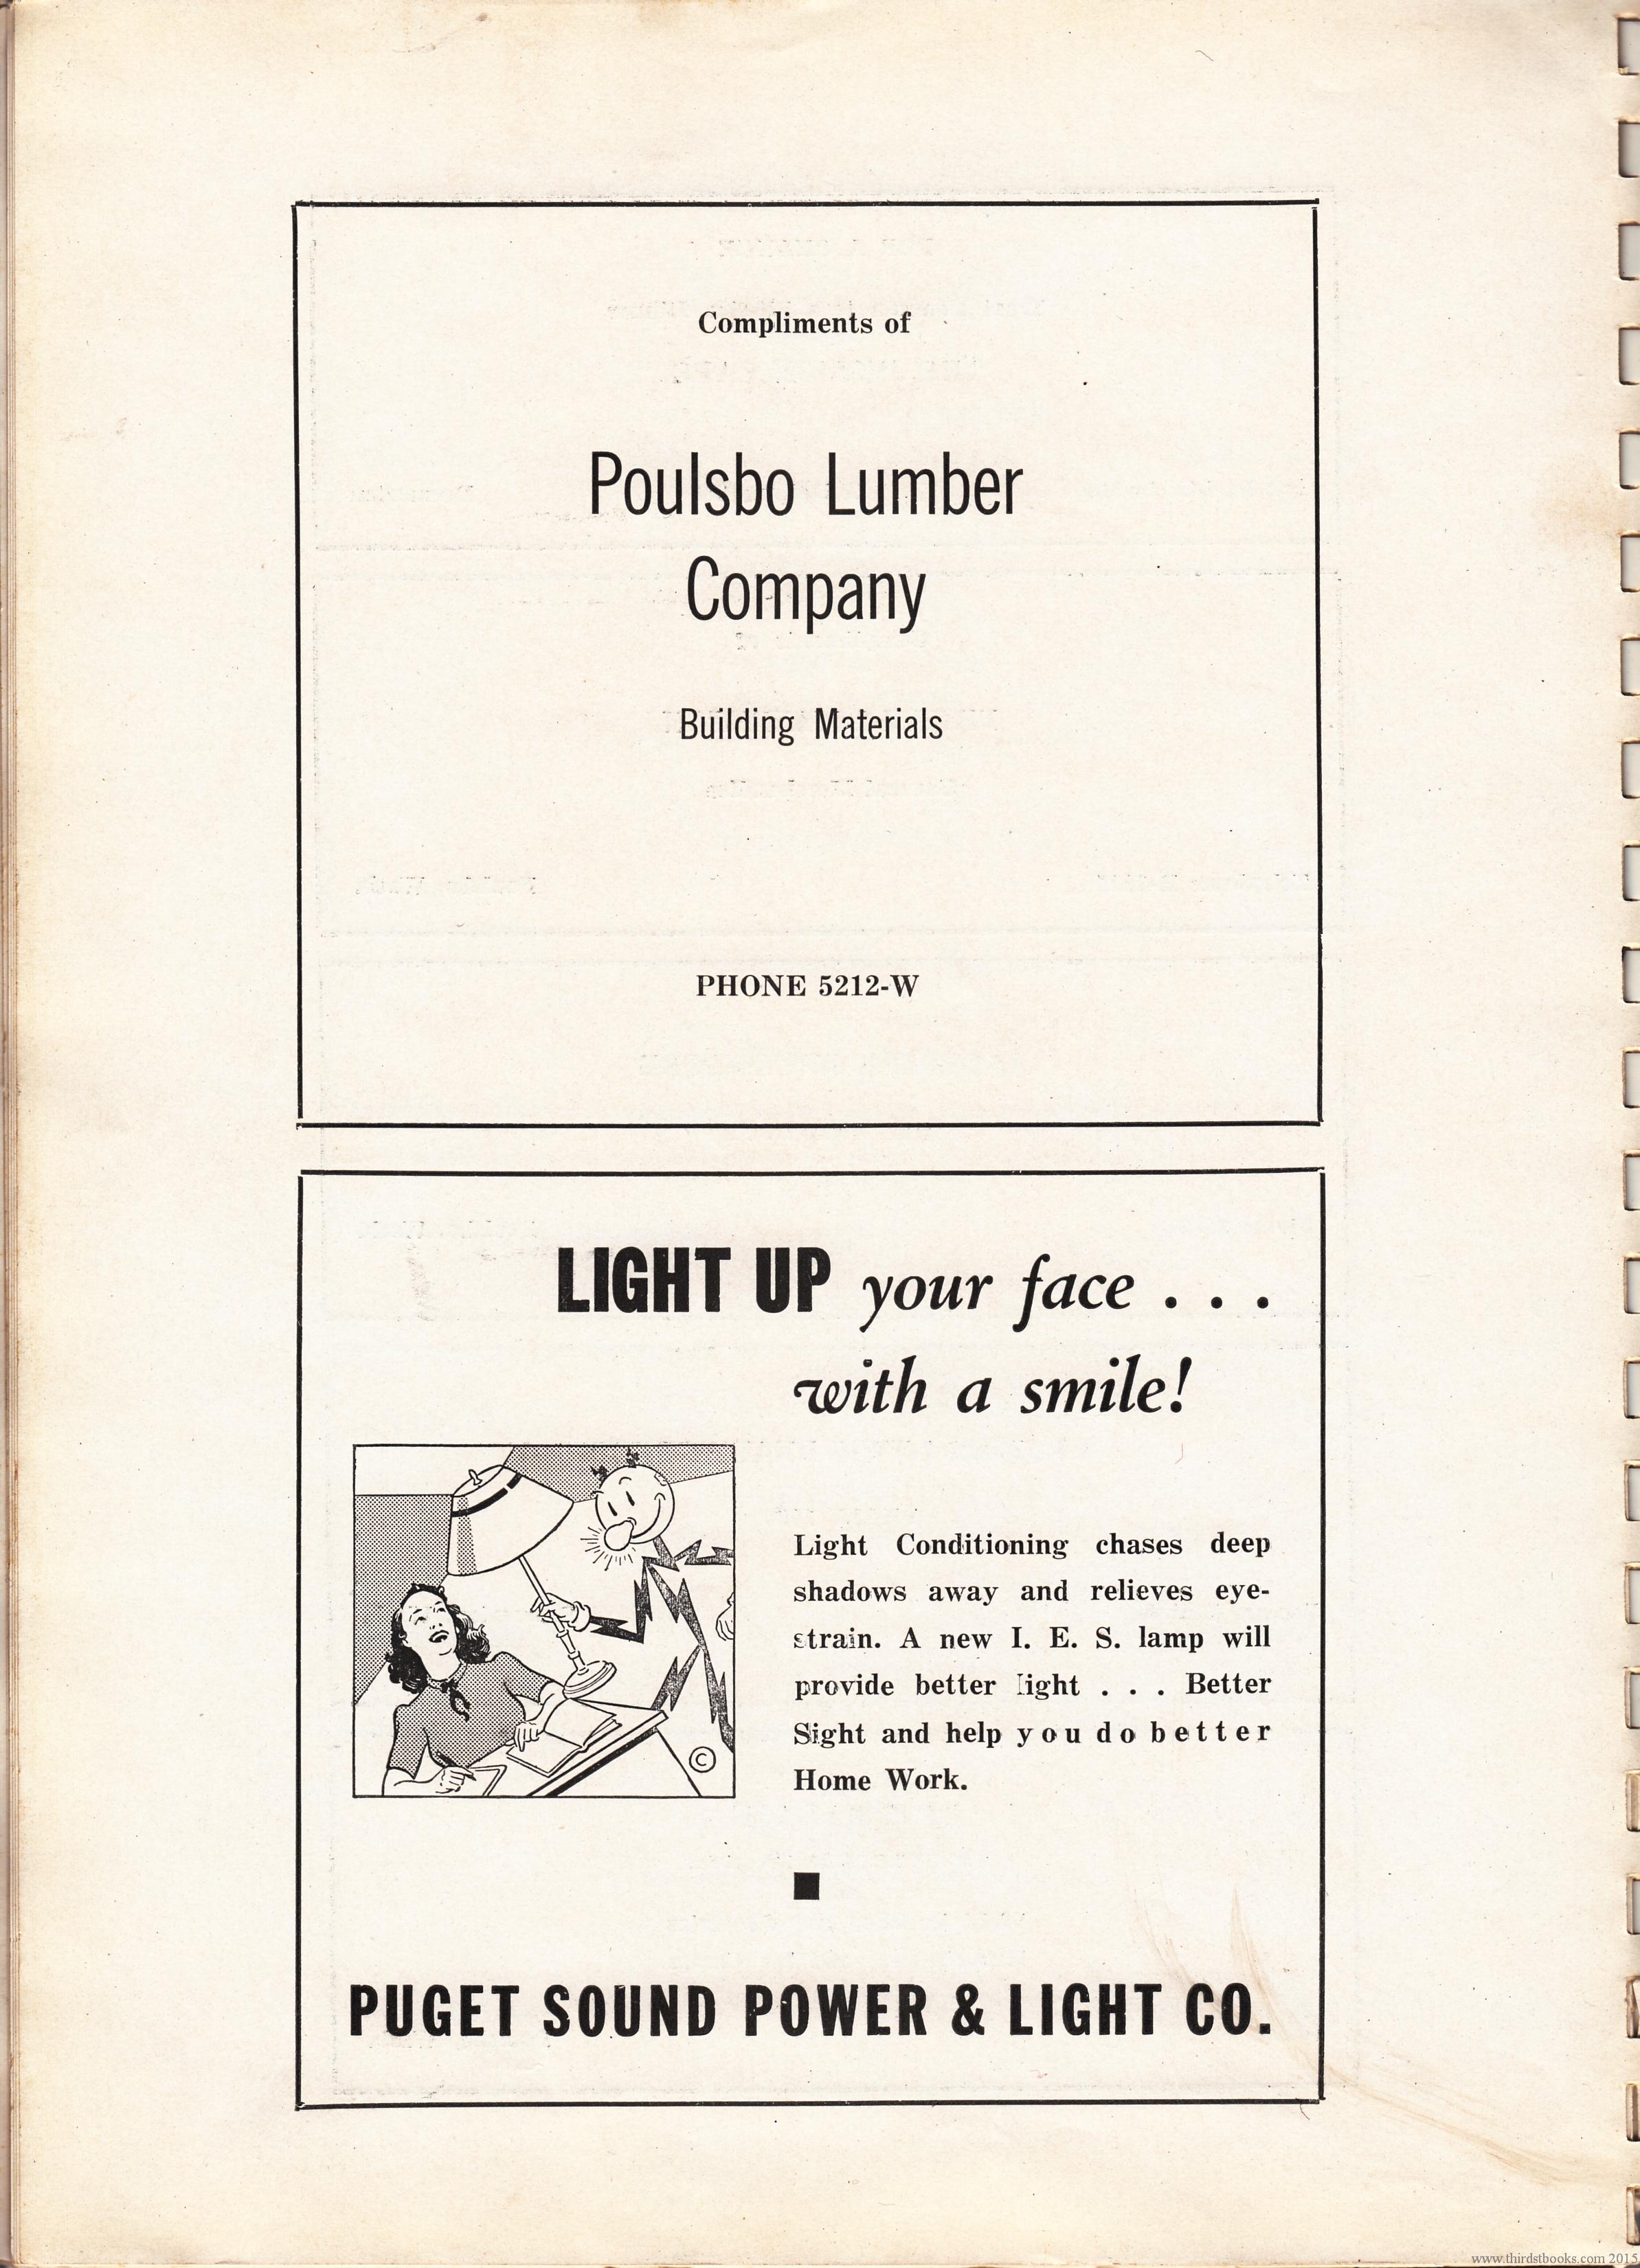 Compliments of
Poulsbo Lumber
Company
Building Materials
PHONE 5212-W
LIGHT UP your face . . .
with a smile!
Light Conditioning chases deep
shadows away and relieves eye-
strain. A new I. E. S. lamp will
provide better light . . . Better
Sight and help you do better
Home Work.
©
PUGET SOUND POWER & LIGHT CO.
www.thirdstbooks.com 2015